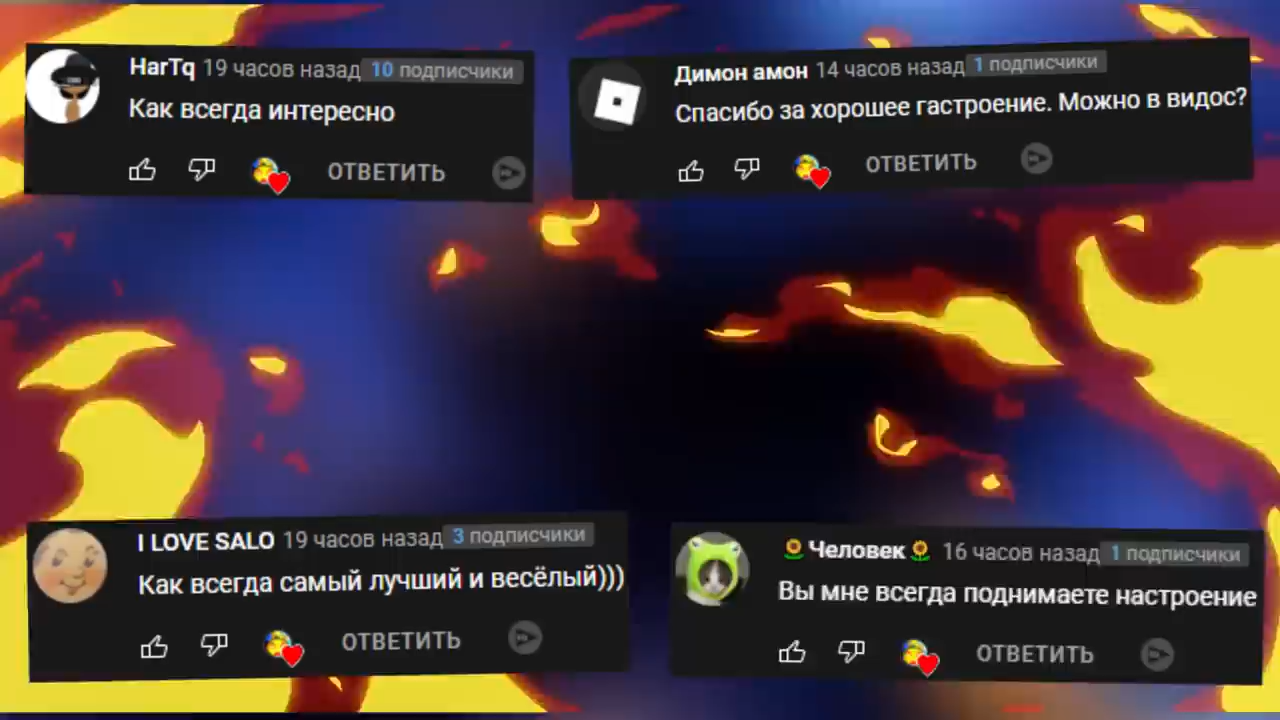 HarTq 19 часов назад 10 подписчики
Как всегда интересно
ОТВЕТИТЬ
Димон амон 14 часов назад 1 подписчики
Спасибо за хорошее гастроение. Можно в видос?
ОТВЕТИТЬ
I LOVE SALO 19 часов назад 3 подписчики
Как всегда самый лучший и весёлый)))
ОТВЕТИТЬ
🌻Человек🌻 16 часов назад 1 подписчики
Вы мне всегда поднимаете настроение
ОТВЕТИТЬ